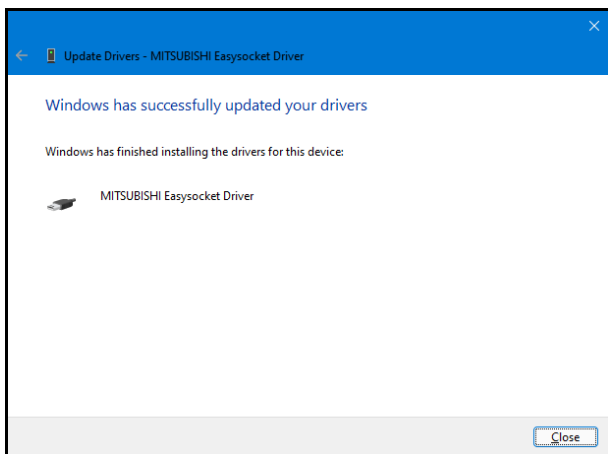 Update Drivers - MITSUBISHI Easysocket Driver
Windows has successfully updated your drivers
Windows has finished installing the drivers for this device:
MITSUBISHI Easysocket Driver
Close